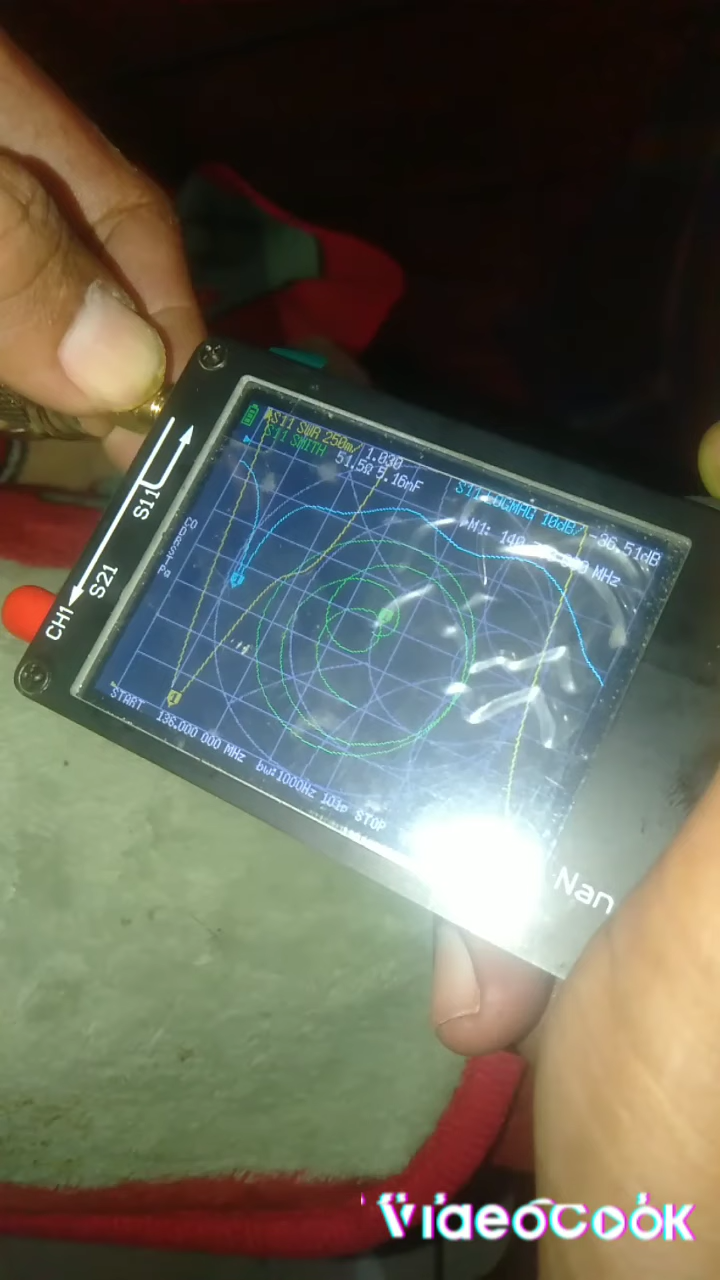 S11 SWR 250m/ 1.030
S11 SMITH 51.5Ω 5.16nF
S11 LOGMAG 10dB/ -36.51dB
M1: 140. MHz
START 136.000 000 MHz bw:1000Hz 101p STOP
S11
S21
CH1
Nan
VideoCook